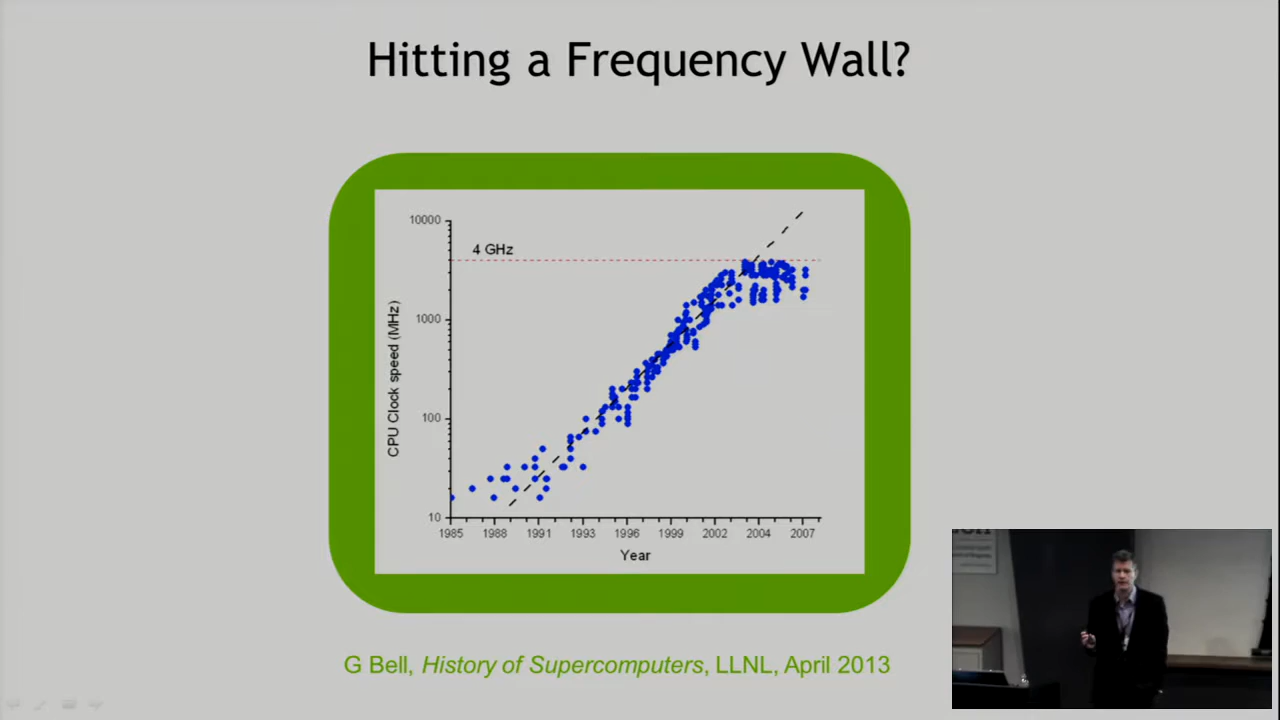 Hitting a Frequency Wall?
10000
4 GHz
1000
CPU Clock speed (MHz)
100
10
1985 1988 1991 1993 1996 1999 2002 2004 2007
Year
G Bell, History of Supercomputers, LLNL, April 2013